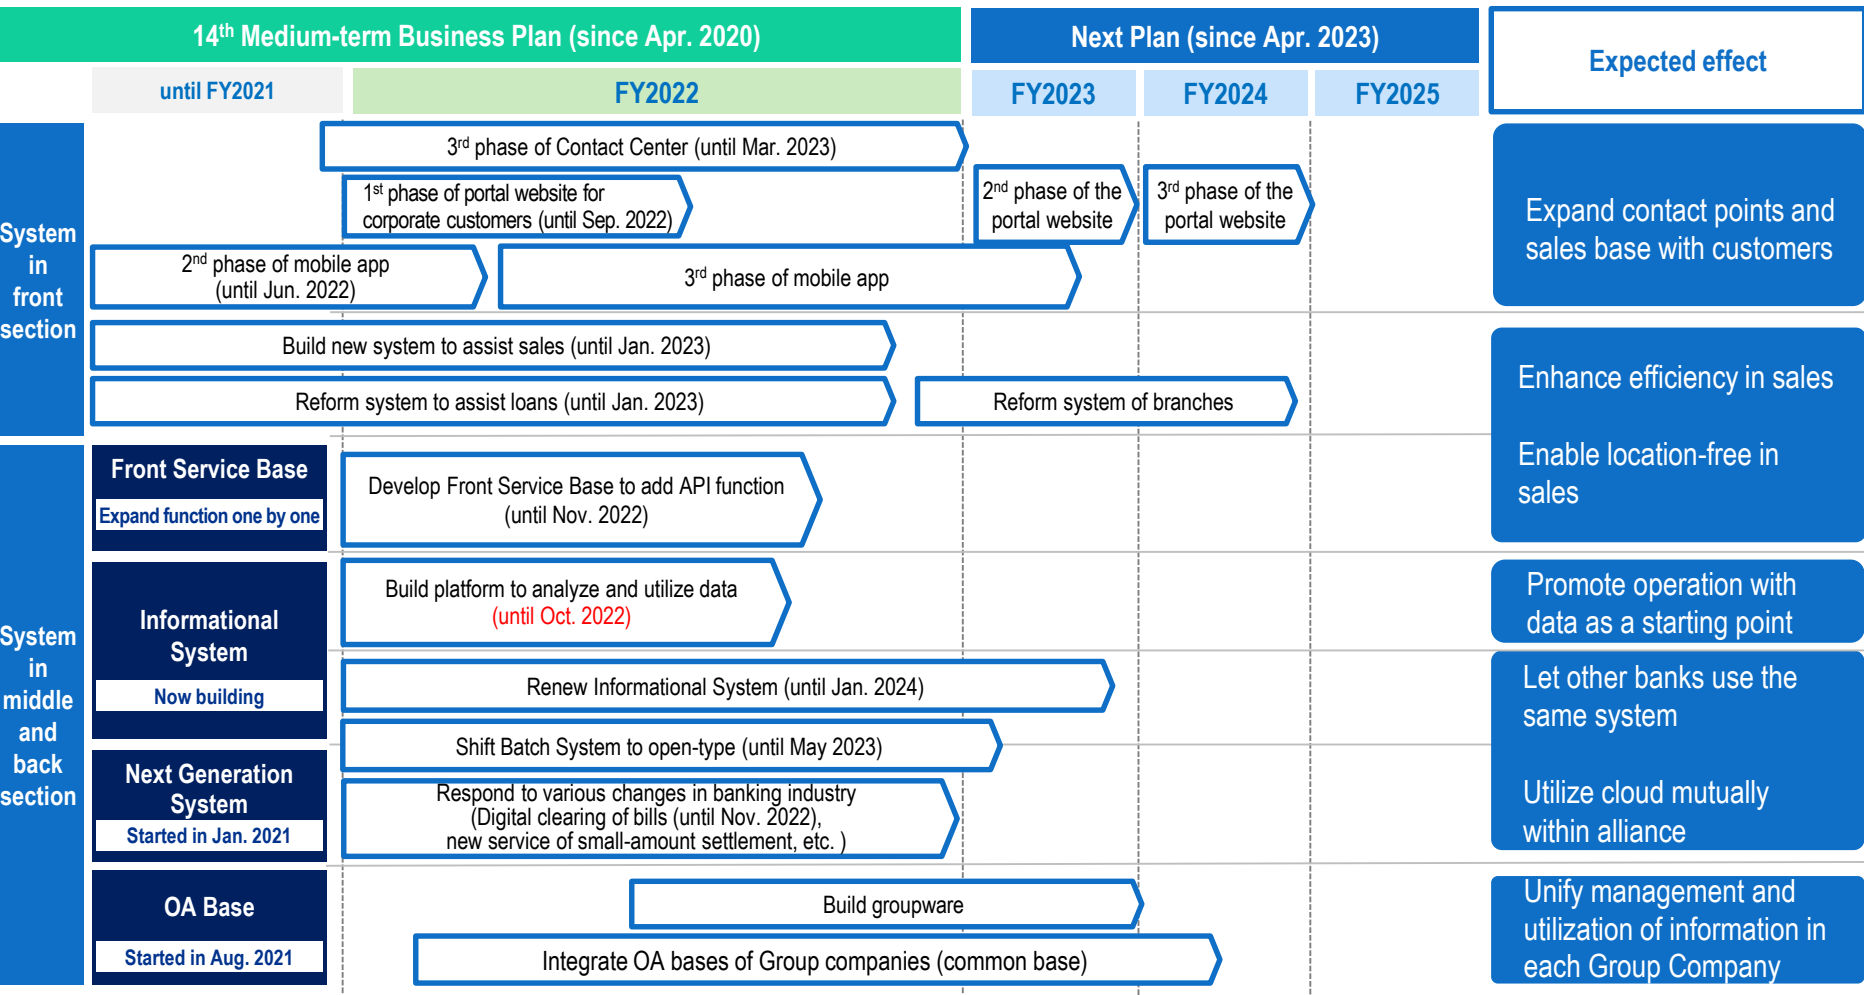 14th Medium-term Business Plan (since Apr. 2020)
Next Plan (since Apr. 2023)
Expected effect
until FY2021
FY2022
FY2023
FY2024
FY2025
System
in
front
section
3rd phase of Contact Center (until Mar. 2023)
1st phase of portal website for
corporate customers (until Sep. 2022)
2nd phase of the
portal website
3rd phase of the
portal website
2nd phase of mobile app
(until Jun. 2022)
3rd phase of mobile app
Expand contact points and
sales base with customers
Build new system to assist sales (until Jan. 2023)
Reform system to assist loans (until Jan. 2023)
Reform system of branches
Enhance efficiency in sales
Enable location-free in
sales
System
in
middle
and
back
section
Front Service Base
Expand function one by one
Develop Front Service Base to add API function
(until Nov. 2022)
Informational
System
Now building
Build platform to analyze and utilize data
(until Oct. 2022)
Promote operation with
data as a starting point
Renew Informational System (until Jan. 2024)
Shift Batch System to open-type (until May 2023)
Let other banks use the
same system
Utilize cloud mutually
within alliance
Next Generation
System
Started in Jan. 2021
Respond to various changes in banking industry
(Digital clearing of bills (until Nov. 2022),
new service of small-amount settlement, etc. )
OA Base
Started in Aug. 2021
Build groupware
Integrate OA bases of Group companies (common base)
Unify management and
utilization of information in
each Group Company